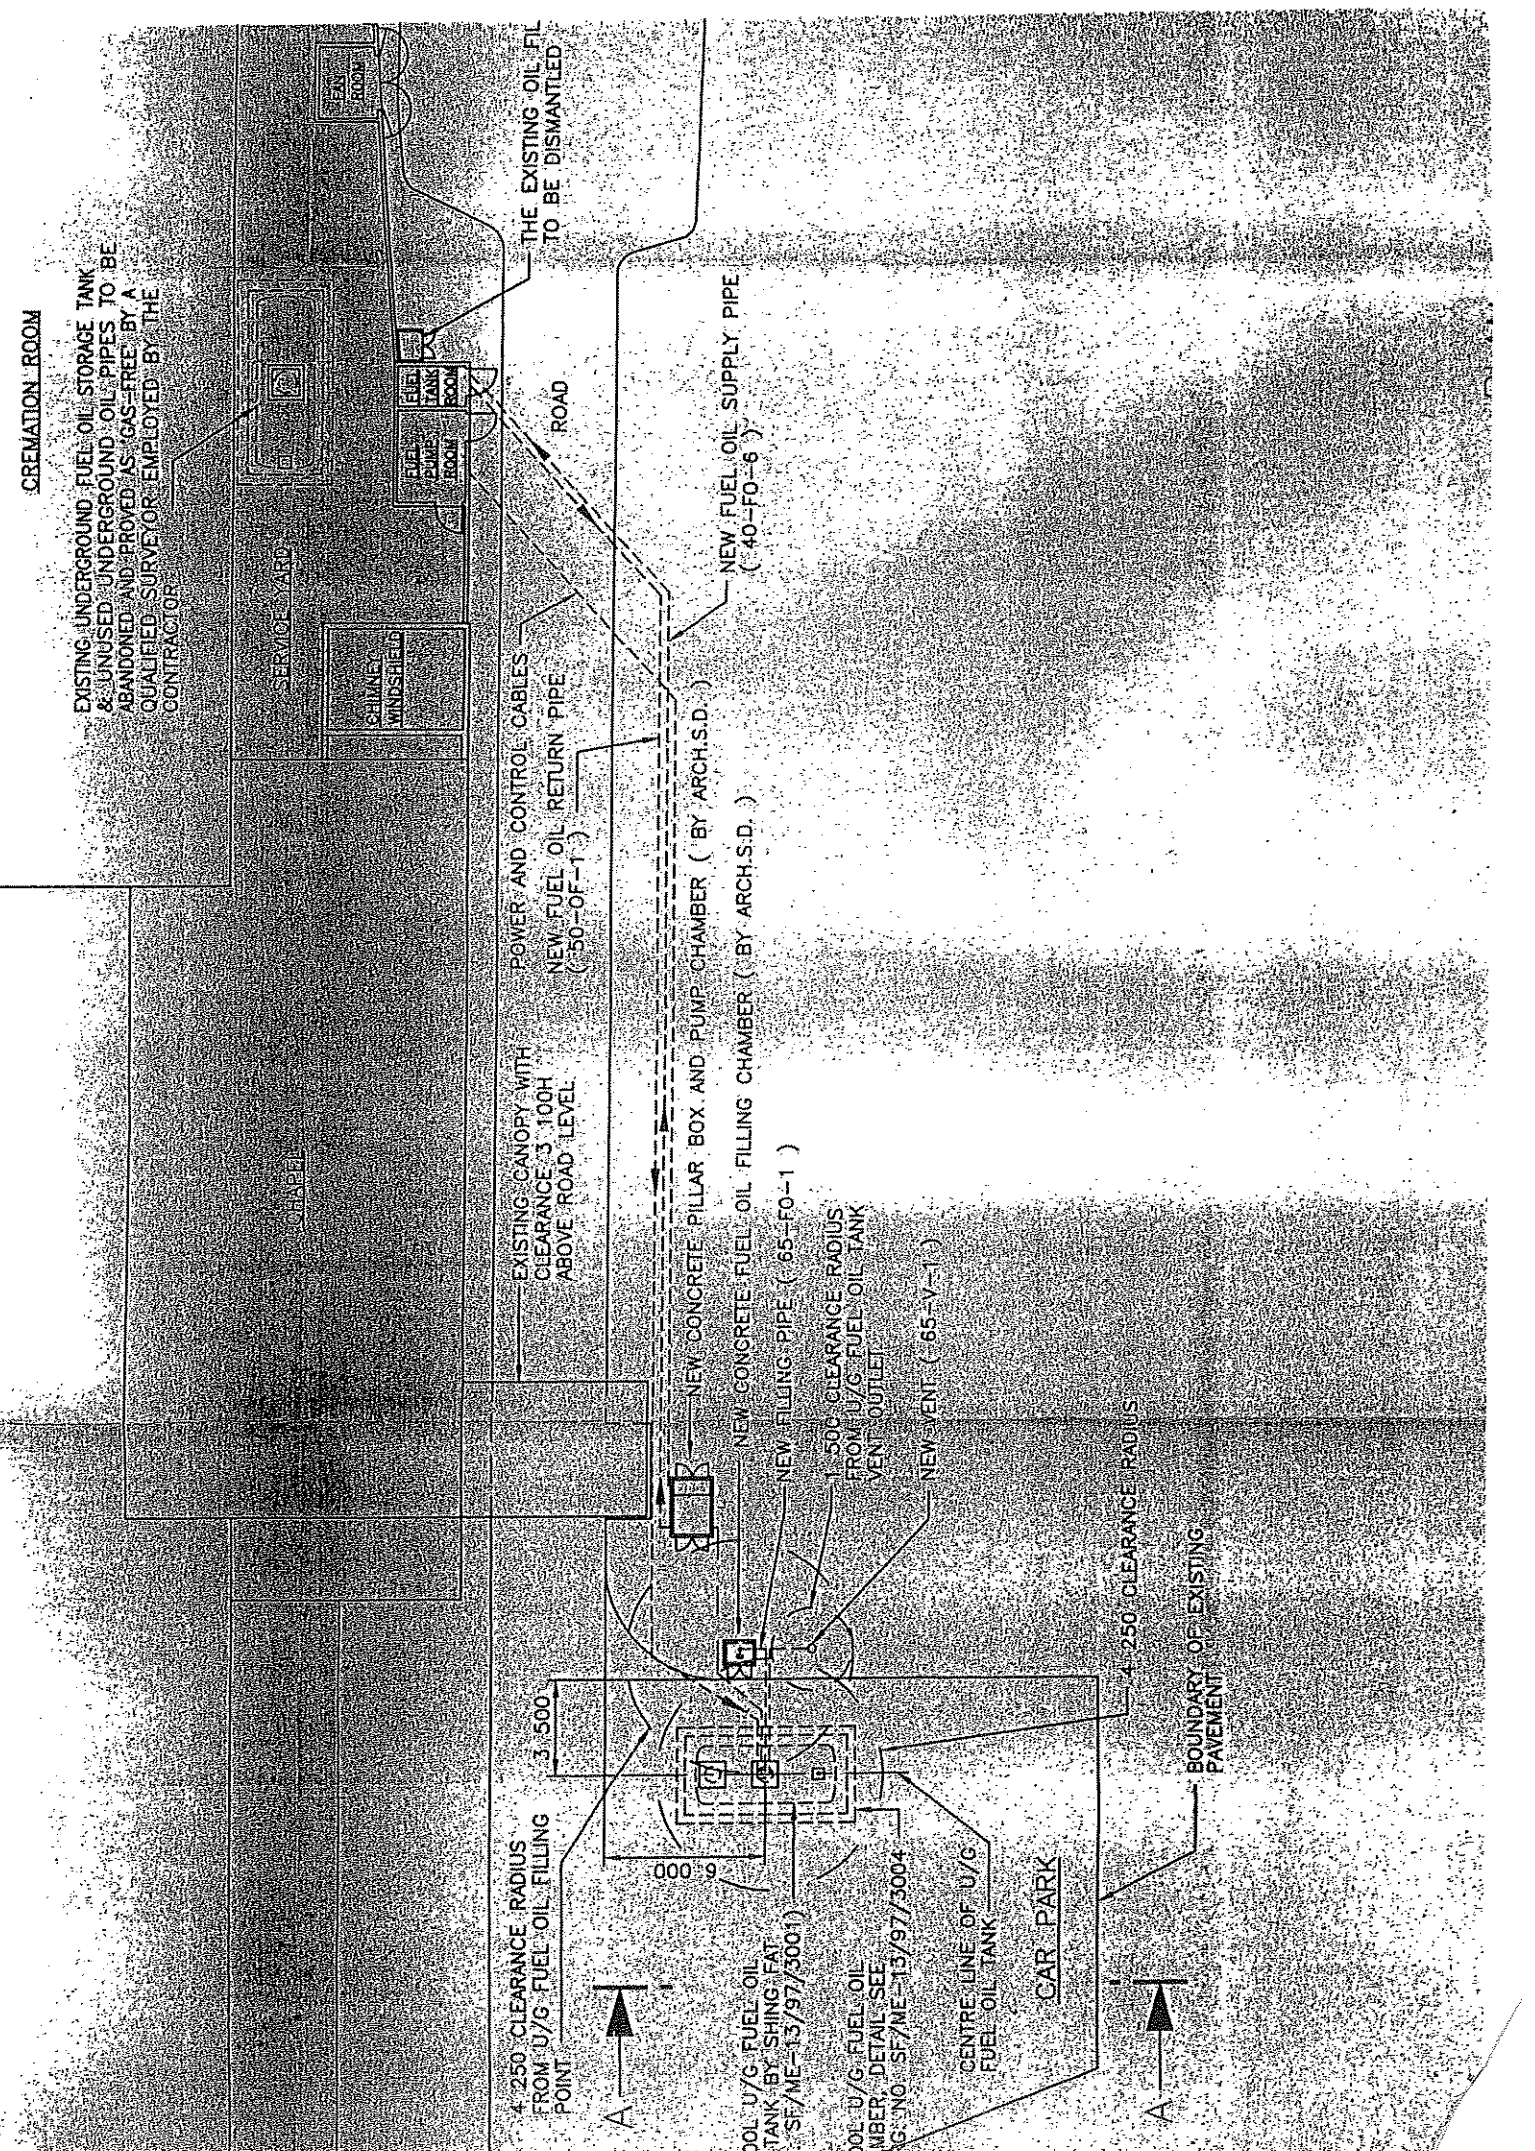 CREMATION ROOM
EXISTING UNDERGROUND FUEL OIL STORAGE TANK
& UNUSED UNDERGROUND OIL PIPES TO BE
ABANDONED AND PROVED AS "GAS-FREE" BY A
QUALIFIED SURVEYOR EMPLOYED BY THE
CONTRACTOR
FAN
ROOM
SERVICE YARD
CHIMNEY
WINDSHIELD
FUEL
PUMP
ROOM
FUEL
TANK
ROOM
THE EXISTING OIL FIL
TO BE DISMANTLED
ROAD
CHAPEL
POWER AND CONTROL CABLES
NEW FUEL OIL RETURN PIPE
( 50-OF-1 )
NEW FUEL OIL SUPPLY PIPE
( 40-FO-6 )
EXISTING CANOPY WITH
CLEARANCE 3 100H
ABOVE ROAD LEVEL
NEW CONCRETE PILLAR BOX AND PUMP CHAMBER ( BY ARCH.S.D. )
NEW CONCRETE FUEL OIL FILLING CHAMBER ( BY ARCH.S.D. )
NEW FILLING PIPE ( 65-FO-1 )
1 500 CLEARANCE RADIUS
FROM U/G FUEL OIL TANK
VENT OUTLET
NEW VENT ( 65-V-1 )
4 250 CLEARANCE RADIUS
BOUNDARY OF EXISTING
PAVEMENT
4 250 CLEARANCE RADIUS
FROM U/G FUEL OIL FILLING
POINT
3 500
6 000
A
OOL U/G FUEL OIL
TANK BY SHING FAT
SF/ME-13/97/3001)
OOL U/G FUEL OIL
MBER, DETAIL SEE
G. NO. SF/ME-13/97/3004
CENTRE LINE OF U/G
FUEL OIL TANK
CAR PARK
A